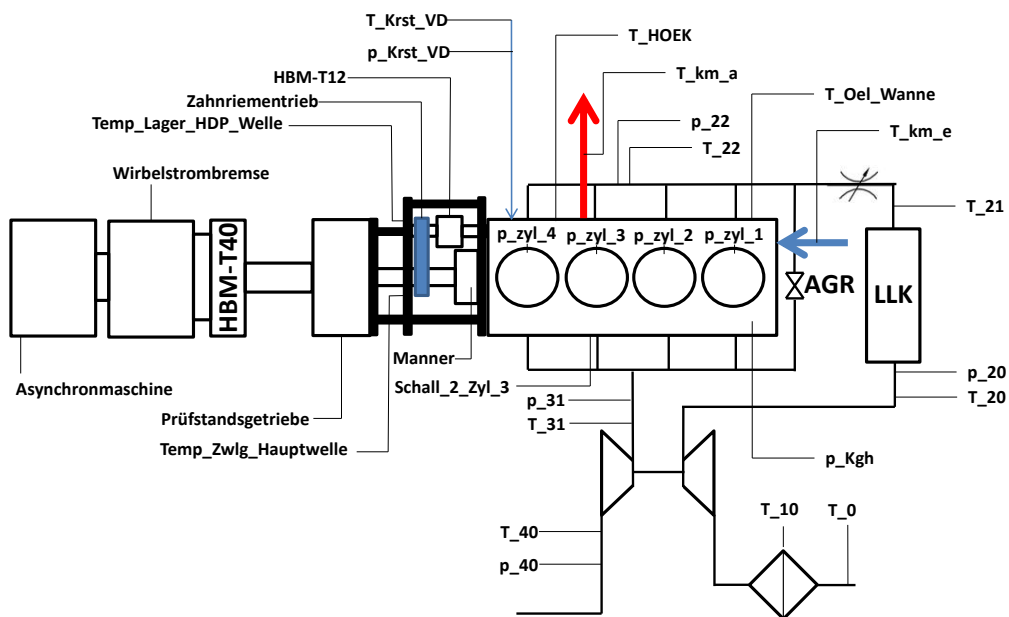 T_Krst_VD
p_Krst_VD
HBM-T12
Zahnriementrieb
Temp_Lager_HDP_Welle
Wirbelstrombremse
T_HOEK
T_km_a
T_Oel_Wanne
p_22
T_km_e
T_22
T_21
HBM-T40
p_zyl_4
p_zyl_3
p_zyl_2
p_zyl_1
AGR
LLK
Manner
Asynchronmaschine
Schall_2_Zyl_3
p_20
p_31
T_20
Prüfstandsgetriebe
T_31
Temp_Zwlg_Hauptwelle
p_Kgh
T_10
T_0
T_40
p_40